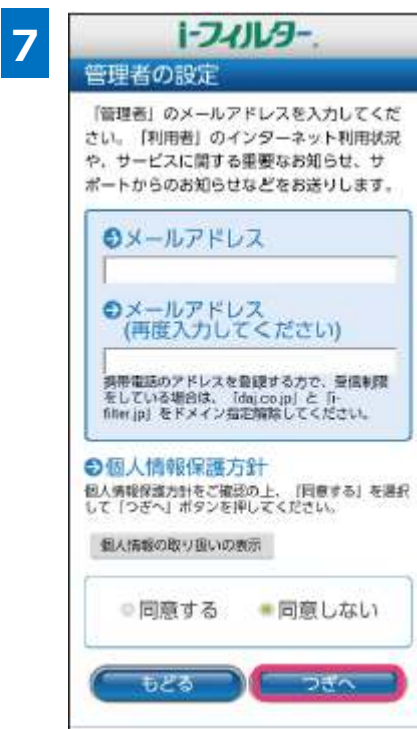 7
i-フィルター
管理者の設定
「管理者」のメールアドレスを入力してくだ
さい。「利用者」のインターネット利用状況
や、サービスに関する重要なお知らせ、サ
ポートからのお知らせなどをお送りします。
メールアドレス
メールアドレス
(再度入力してください)
携帯電話のアドレスを登録する方で、受信制限
をしている場合は、「daj.co.jp」と「i-
filter.jp」をドメイン指定解除してください。
個人情報保護方針
個人情報保護方針をご確認の上、「同意する」を選択
して「つぎへ」ボタンを押してください。
個人情報の取り扱いの表示
同意する 同意しない
もどる つぎへ